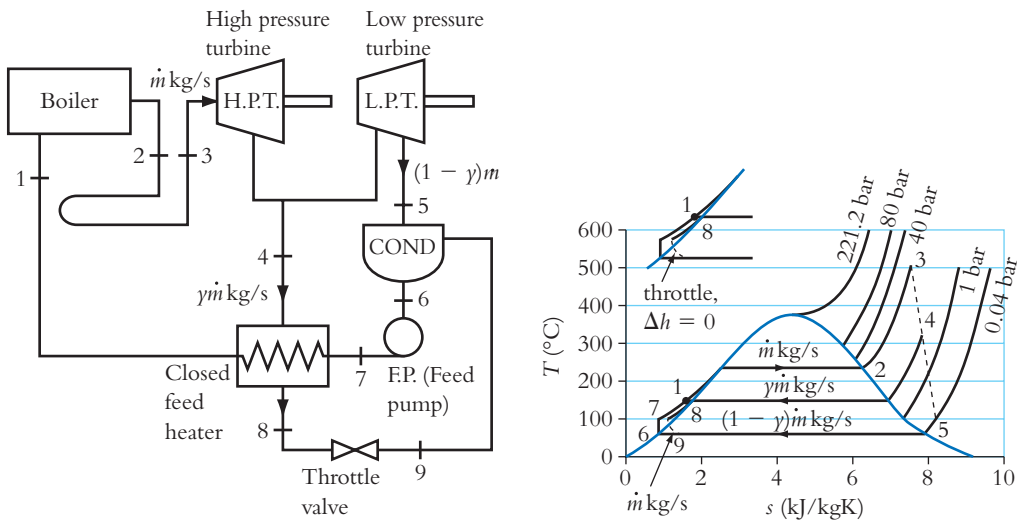 High pressure
turbine
Low pressure
turbine
ṁ kg/s
Boiler
H.P.T.
L.P.T.
2
3
1
(1 − γ)m
5
COND
4
6
γṁ kg/s
Closed
feed
heater
7
F.P. (Feed
pump)
8
Throttle
valve
9
1
8
throttle,
Δh = 0
221.2 bar
80 bar
40 bar
3
1 bar
0.04 bar
4
600
500
400
300
200
100
0
T (°C)
ṁ kg/s
2
γṁ kg/s
1
8
7
(1 − γ)ṁ kg/s
6
9
5
0
2
4
6
8
10
ṁ kg/s
s (kJ/kgK)